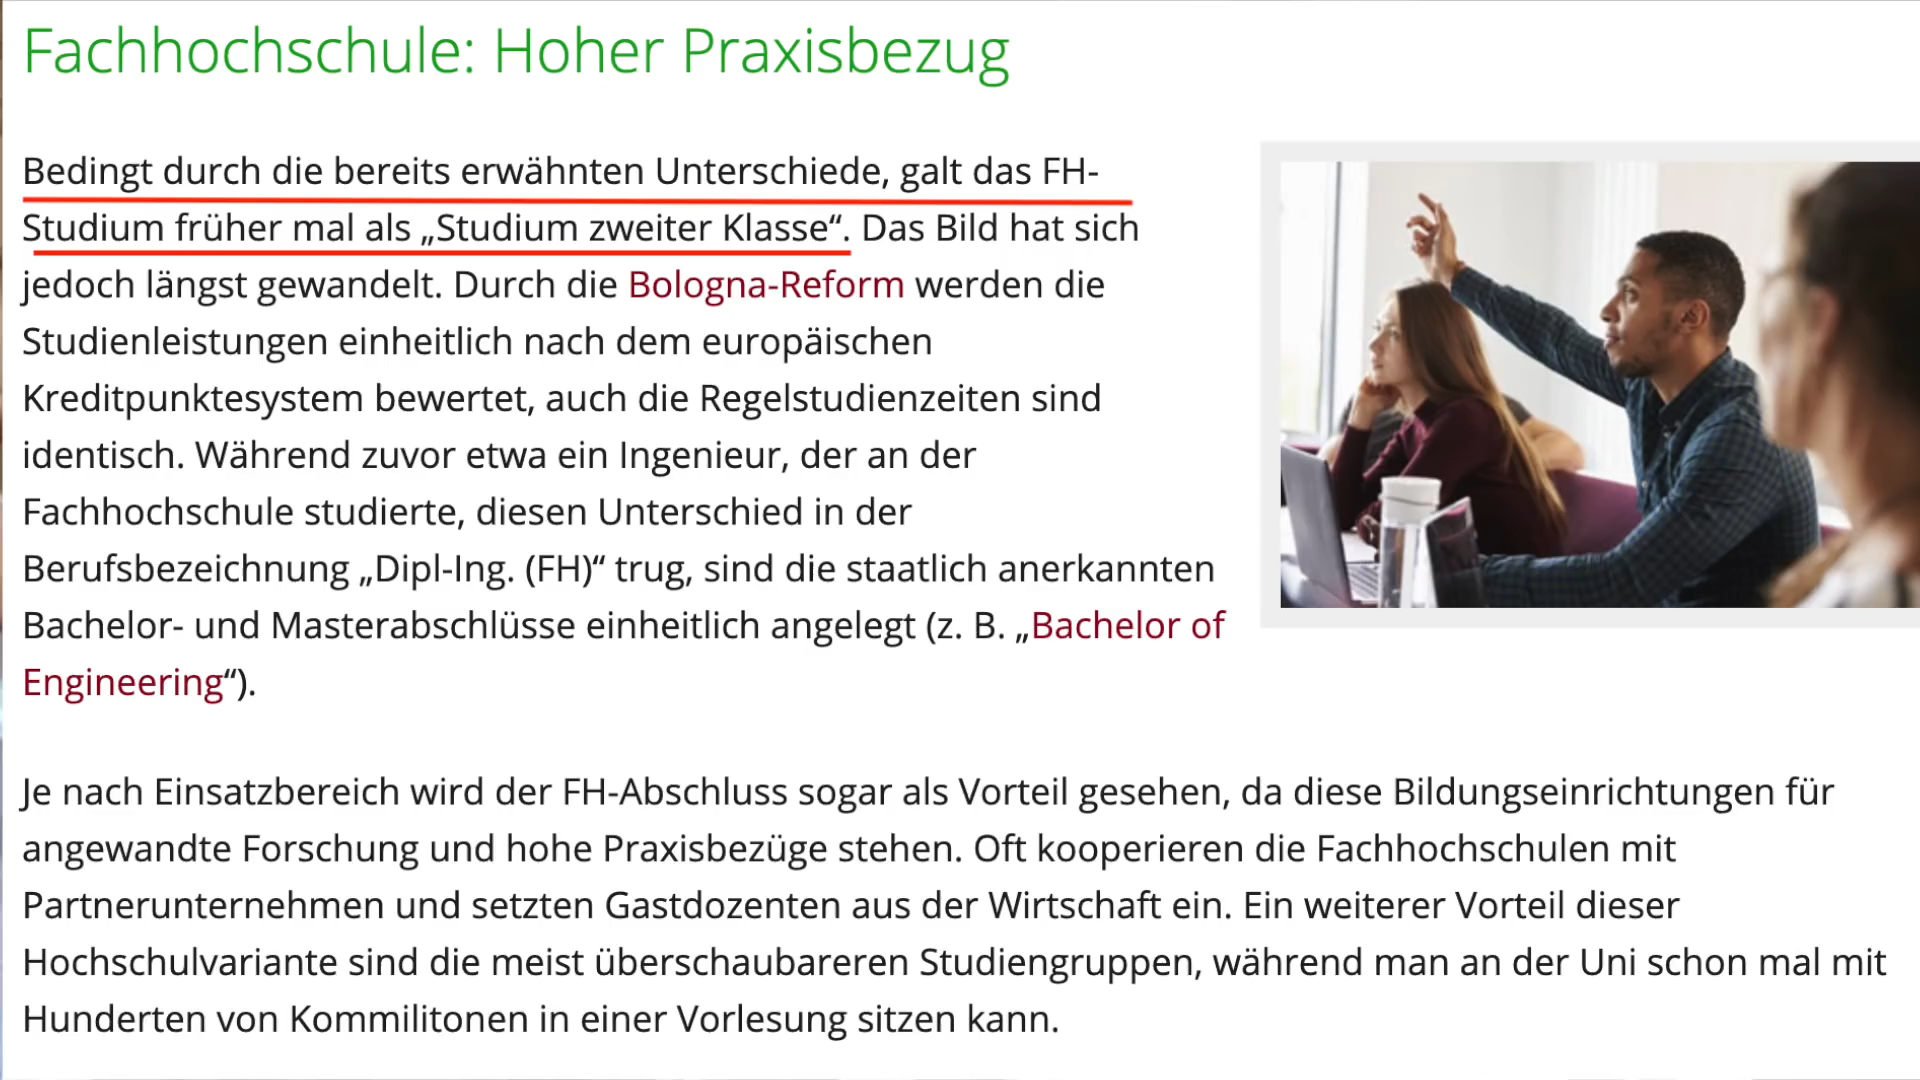 Fachhochschule: Hoher Praxisbezug
Bedingt durch die bereits erwähnten Unterschiede, galt das FH-
Studium früher mal als „Studium zweiter Klasse“. Das Bild hat sich
jedoch längst gewandelt. Durch die Bologna-Reform werden die
Studienleistungen einheitlich nach dem europäischen
Kreditpunktesystem bewertet, auch die Regelstudienzeiten sind
identisch. Während zuvor etwa ein Ingenieur, der an der
Fachhochschule studierte, diesen Unterschied in der
Berufsbezeichnung „Dipl-Ing. (FH)“ trug, sind die staatlich anerkannten
Bachelor- und Masterabschlüsse einheitlich angelegt (z. B. „Bachelor of
Engineering“).
Je nach Einsatzbereich wird der FH-Abschluss sogar als Vorteil gesehen, da diese Bildungseinrichtungen für
angewandte Forschung und hohe Praxisbezüge stehen. Oft kooperieren die Fachhochschulen mit
Partnerunternehmen und setzten Gastdozenten aus der Wirtschaft ein. Ein weiterer Vorteil dieser
Hochschulvariante sind die meist überschaubareren Studiengruppen, während man an der Uni schon mal mit
Hunderten von Kommilitonen in einer Vorlesung sitzen kann.